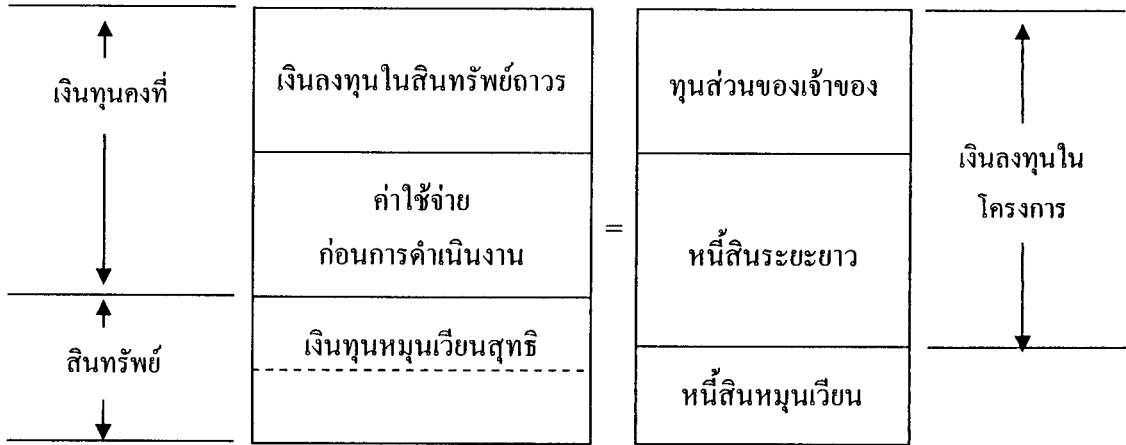 เงินทุนคงที่
เงินลงทุนในสินทรัพย์ถาวร
ค่าใช้จ่าย
ก่อนการดำเนินงาน
สินทรัพย์
เงินทุนหมุนเวียนสุทธิ
=
ทุนส่วนของเจ้าของ
หนี้สินระยะยาว
หนี้สินหมุนเวียน
เงินลงทุนใน
โครงการ